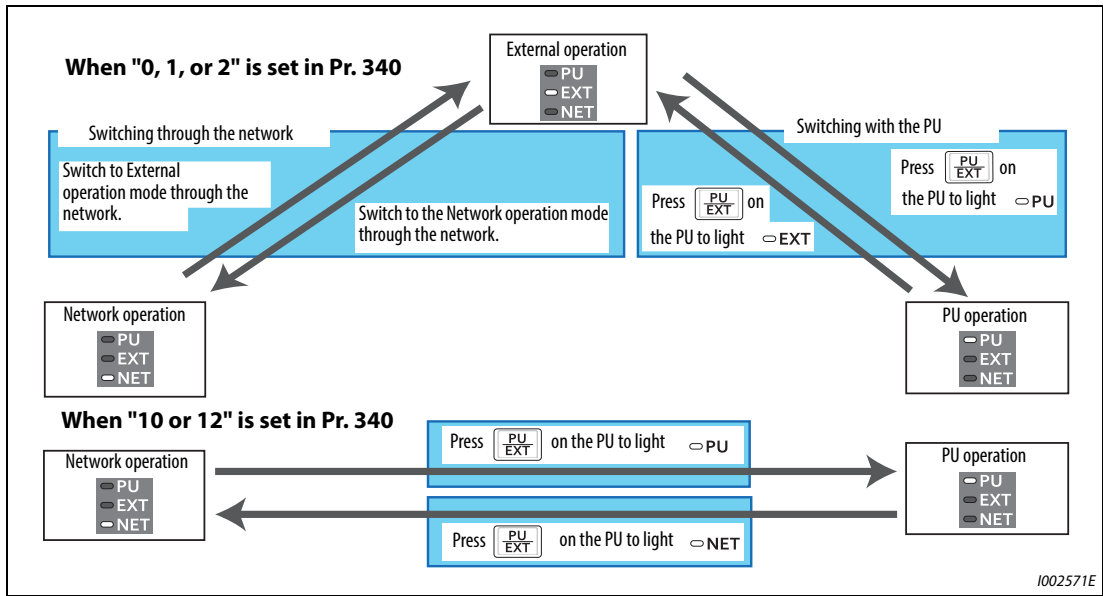 When "0, 1, or 2" is set in Pr. 340
External operation
PU
EXT
NET
Switching through the network
Switch to External
operation mode through the
network.
Switch to the Network operation mode
through the network.
Switching with the PU
Press PU/EXT on
the PU to light EXT
Press PU/EXT on
the PU to light PU
Network operation
PU
EXT
NET
PU operation
PU
EXT
NET
When "10 or 12" is set in Pr. 340
Network operation
PU
EXT
NET
Press PU/EXT on the PU to light PU
Press PU/EXT on the PU to light NET
PU operation
PU
EXT
NET
I002571E